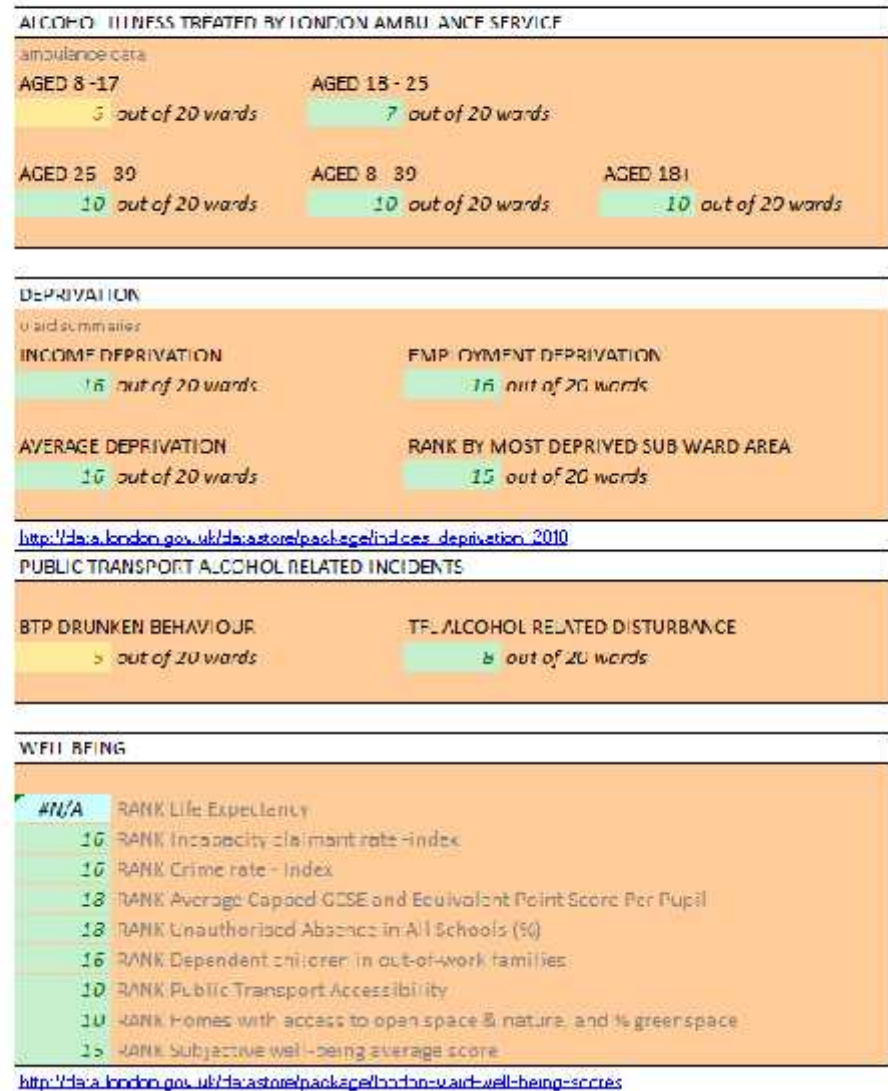 ALCOHOL ILLNESS TREATED BY LONDON AMBULANCE SERVICE
ambulance data
AGED 8 -17 AGED 18 - 25
5 out of 20 wards 7 out of 20 wards
AGED 25 - 39 AGED 8 - 39 AGED 18+
10 out of 20 wards 10 out of 20 wards 10 out of 20 wards
DEPRIVATION
ward summaries
INCOME DEPRIVATION EMPLOYMENT DEPRIVATION
16 out of 20 wards 16 out of 20 wards
AVERAGE DEPRIVATION RANK BY MOST DEPRIVED SUB WARD AREA
16 out of 20 wards 15 out of 20 wards
http://data.london.gov.uk/datastore/package/indices-deprivation-2010
PUBLIC TRANSPORT ALCOHOL RELATED INCIDENTS
BTP DRUNKEN BEHAVIOUR TFL ALCOHOL RELATED DISTURBANCE
5 out of 20 wards 8 out of 20 wards
WELL BEING
#N/A RANK Life Expectancy
16 RANK Incapacity claimant rate -index
16 RANK Crime rate - Index
18 RANK Average Capped GCSE and Equivalent Point Score Per Pupil
18 RANK Unauthorised Absence in All Schools (%)
16 RANK Dependent children in out-of-work families
10 RANK Public Transport Accessibility
10 RANK Homes with access to open space & nature, and % greenspace
15 RANK Subjective well-being average score
http://data.london.gov.uk/datastore/package/london-ward-well-being-scores